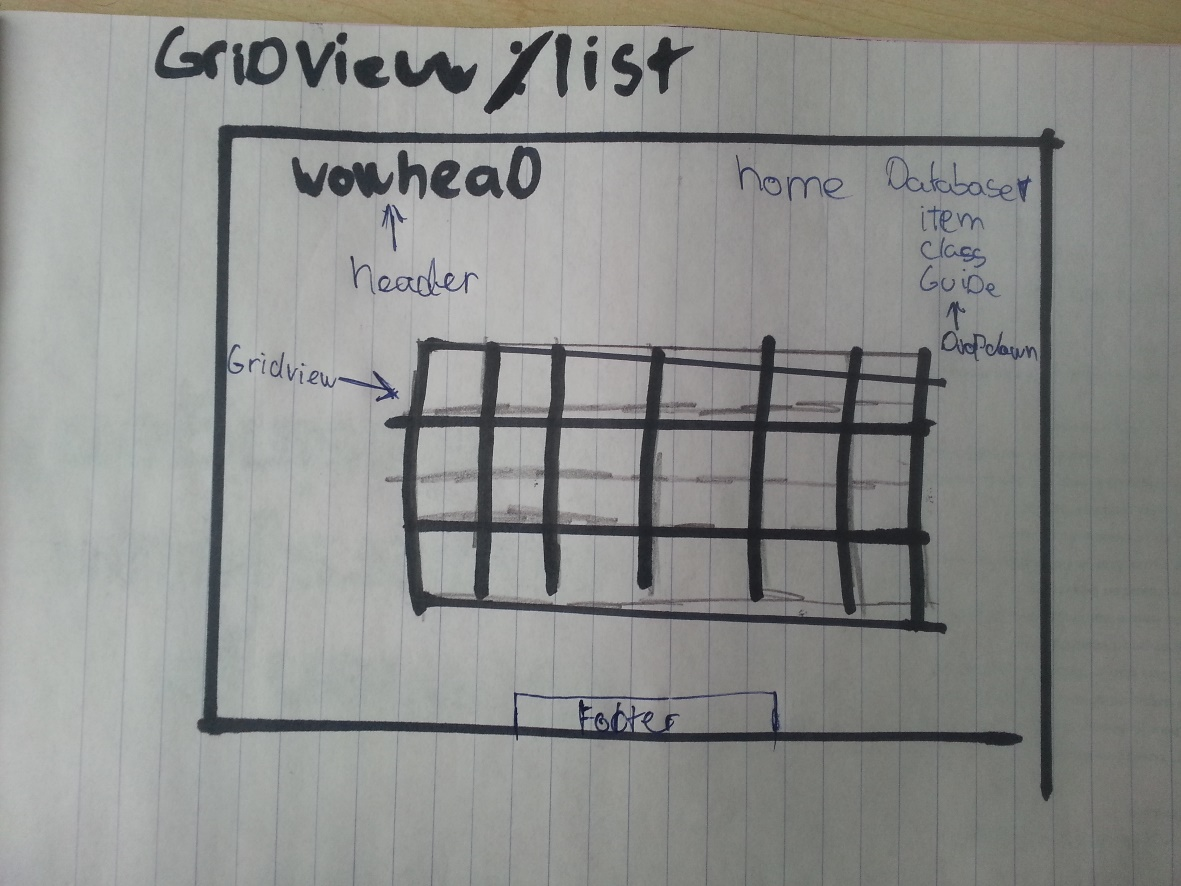 GriDView / list
wowheaD home Database
item
class
GuiDe
header
Dropdown
Gridview
Footer